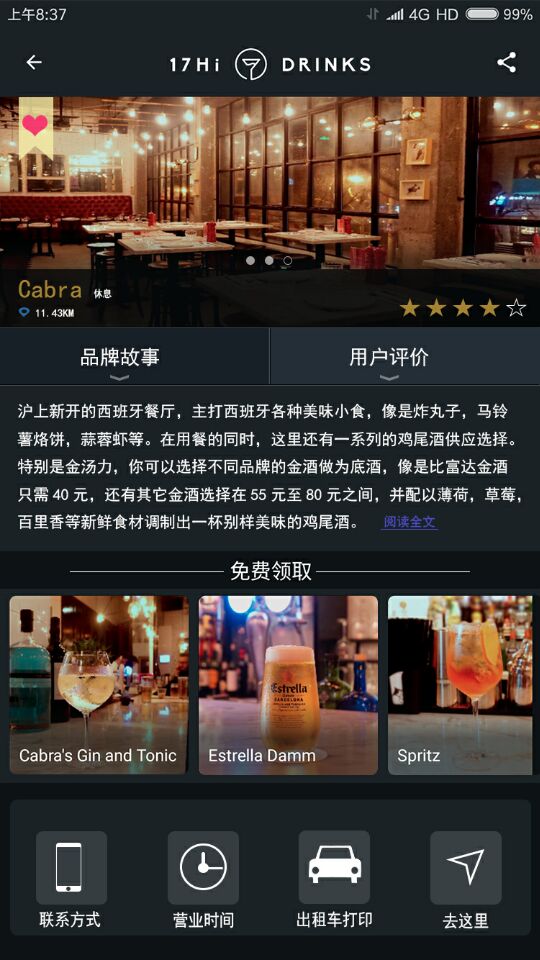 上午8:37
4G HD 99%
17Hi DRINKS
Cabra 休息
11.43KM
品牌故事
用户评价
沪上新开的西班牙餐厅，主打西班牙各种美味小食，像是炸丸子，马铃
薯烙饼，蒜蓉虾等。在用餐的同时，这里还有一系列的鸡尾酒供应选择。
特别是金汤力，你可以选择不同品牌的金酒做为底酒，像是比富达金酒
只需 40 元，还有其它金酒选择在 55 元至 80 元之间，并配以薄荷，草莓，
百里香等新鲜食材调制出一杯别样美味的鸡尾酒。 阅读全文
免费领取
Estrella
Damm
BARCELONA
Cabra's Gin and Tonic
Estrella Damm
Spritz
联系方式
营业时间
出租车打印
去这里